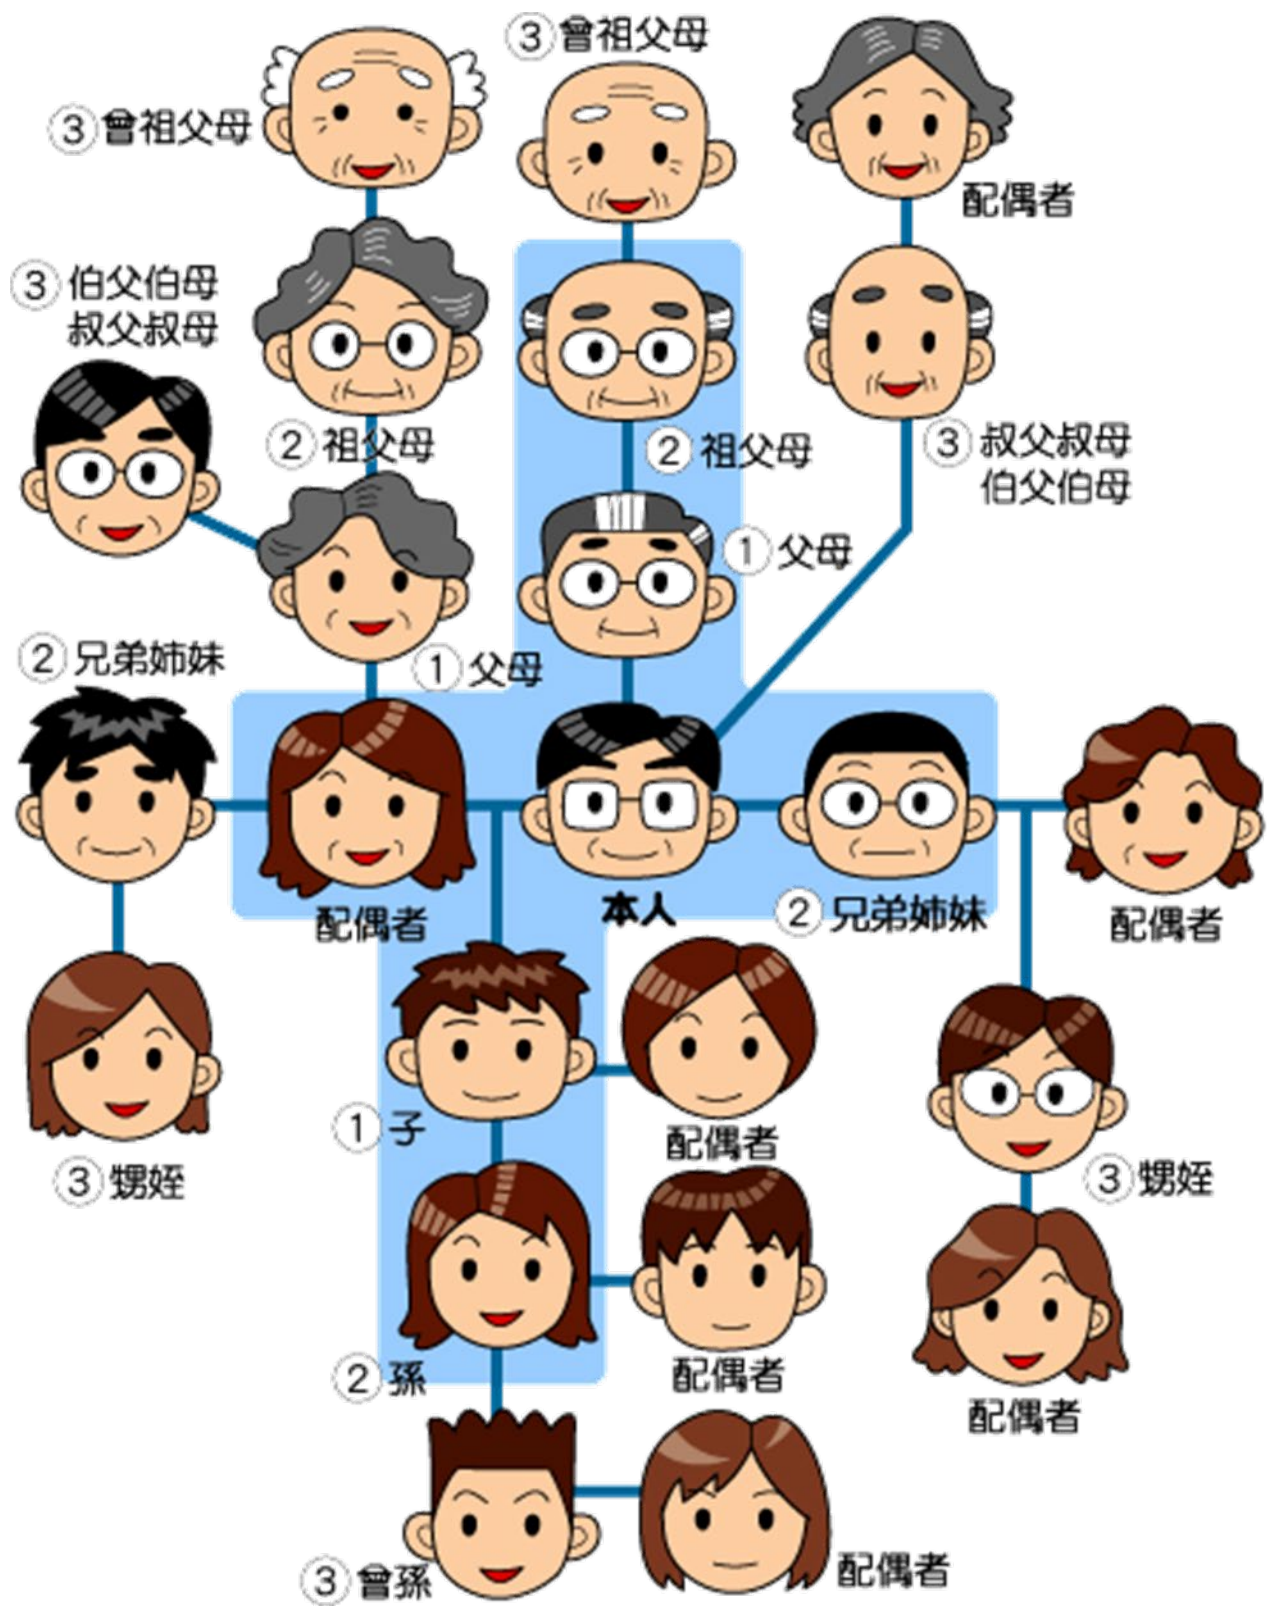 ③曾祖父母
③曾祖父母
配偶者
③伯父伯母
叔父叔母
②祖父母
②祖父母
③叔父叔母
伯父伯母
①父母
①父母
②兄弟姉妹
配偶者
本人
②兄弟姉妹
配偶者
①子
配偶者
③甥姪
③甥姪
②孫
配偶者
配偶者
③曾孫
配偶者